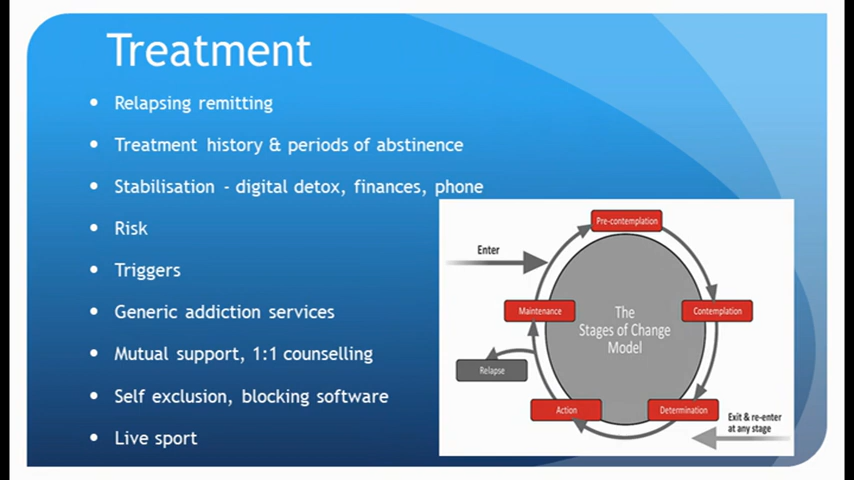 Treatment
Relapsing remitting
Treatment history & periods of abstinence
Stabilisation - digital detox, finances, phone
Risk
Triggers
Generic addiction services
Mutual support, 1:1 counselling
Self exclusion, blocking software
Live sport
Pre-contemplation
Enter
Maintenance
Contemplation
The
Stages of Change
Model
Relapse
Action
Determination
Exit & re-enter
at any stage